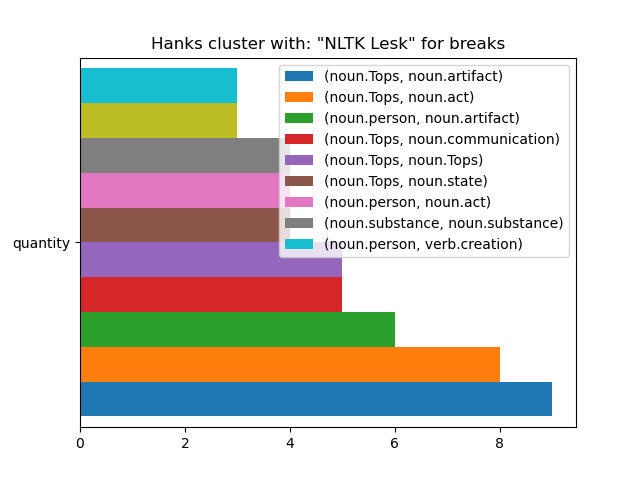 Hanks cluster with: "NLTK Lesk" for breaks
(noun.Tops, noun.artifact)
(noun.Tops, noun.act)
(noun.person, noun.artifact)
(noun.Tops, noun.communication)
(noun.Tops, noun.Tops)
(noun.Tops, noun.state)
(noun.person, noun.act)
(noun.substance, noun.substance)
(noun.person, verb.creation)
quantity
0 2 4 6 8